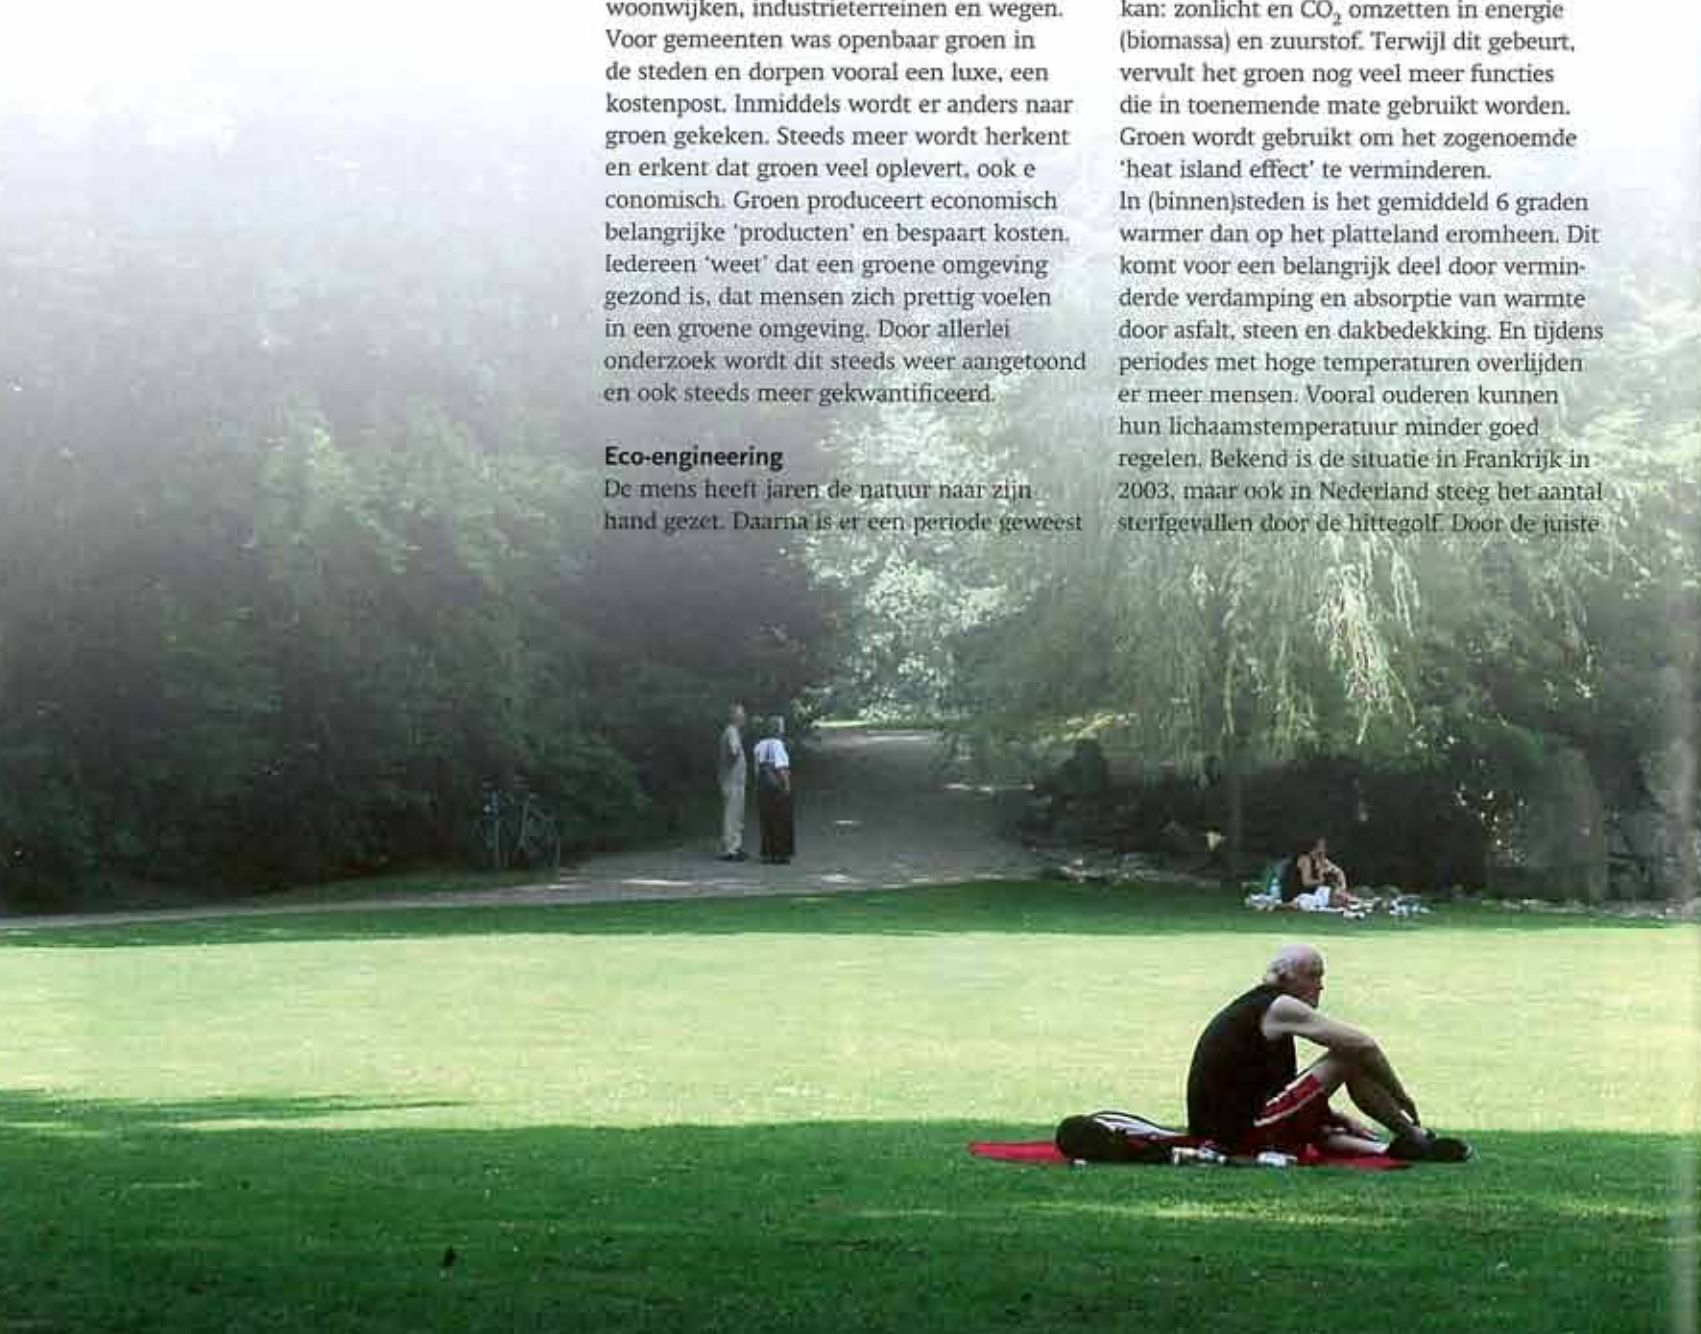 woonwijken, industrieterreinen en wegen.
Voor gemeenten was openbaar groen in
de steden en dorpen vooral een luxe, een
kostenpost. Inmiddels wordt er anders naar
groen gekeken. Steeds meer wordt herkent
en erkent dat groen veel oplevert, ook e
conomisch. Groen produceert economisch
belangrijke ‘producten’ en bespaart kosten.
Iedereen ‘weet’ dat een groene omgeving
gezond is, dat mensen zich prettig voelen
in een groene omgeving. Door allerlei
onderzoek wordt dit steeds weer aangetoond
en ook steeds meer gekwantificeerd.
Eco-engineering
De mens heeft jaren de natuur naar zijn
hand gezet. Daarna is er een periode geweest
kan: zonlicht en CO₂ omzetten in energie
(biomassa) en zuurstof. Terwijl dit gebeurt,
vervult het groen nog veel meer functies
die in toenemende mate gebruikt worden.
Groen wordt gebruikt om het zogenoemde
‘heat island effect’ te verminderen.
In (binnen)steden is het gemiddeld 6 graden
warmer dan op het platteland eromheen. Dit
komt voor een belangrijk deel door vermin-
derde verdamping en absorptie van warmte
door asfalt, steen en dakbedekking. En tijdens
periodes met hoge temperaturen overlijden
er meer mensen. Vooral ouderen kunnen
hun lichaamstemperatuur minder goed
regelen. Bekend is de situatie in Frankrijk in
2003, maar ook in Nederland steeg het aantal
sterfgevallen door de hittegolf. Door de juiste